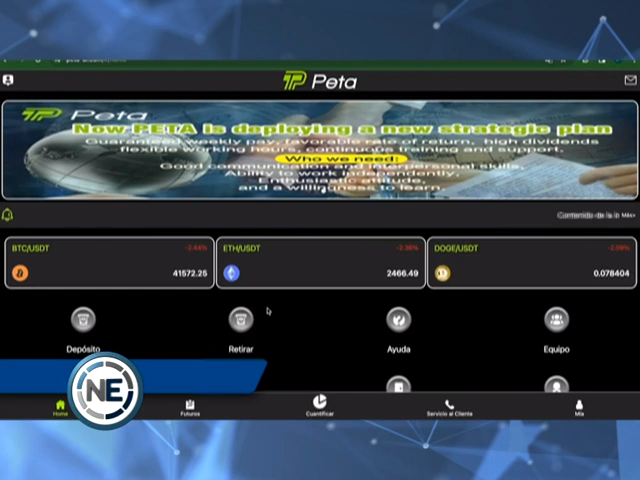 Peta
Peta
Now PETA is deploying a new strategic plan
Guaranteed weekly pay, favorable rate of return, high dividends
flexible working hours, continuous training and support.
Who we need:
Good communication and interpersonal skills,
Ability to work independently,
Enthusiastic attitude,
and a willingness to learn.
Contenido de la
Más+
BTC/USDT -2.44% ETH/USDT -2.36% DOGE/USDT -2.09%
41572.25 2466.49 0.078404
Depósito Retirar Ayuda Equipo
NE
Home Futuros Cuantificar Servicio al Cliente Mía